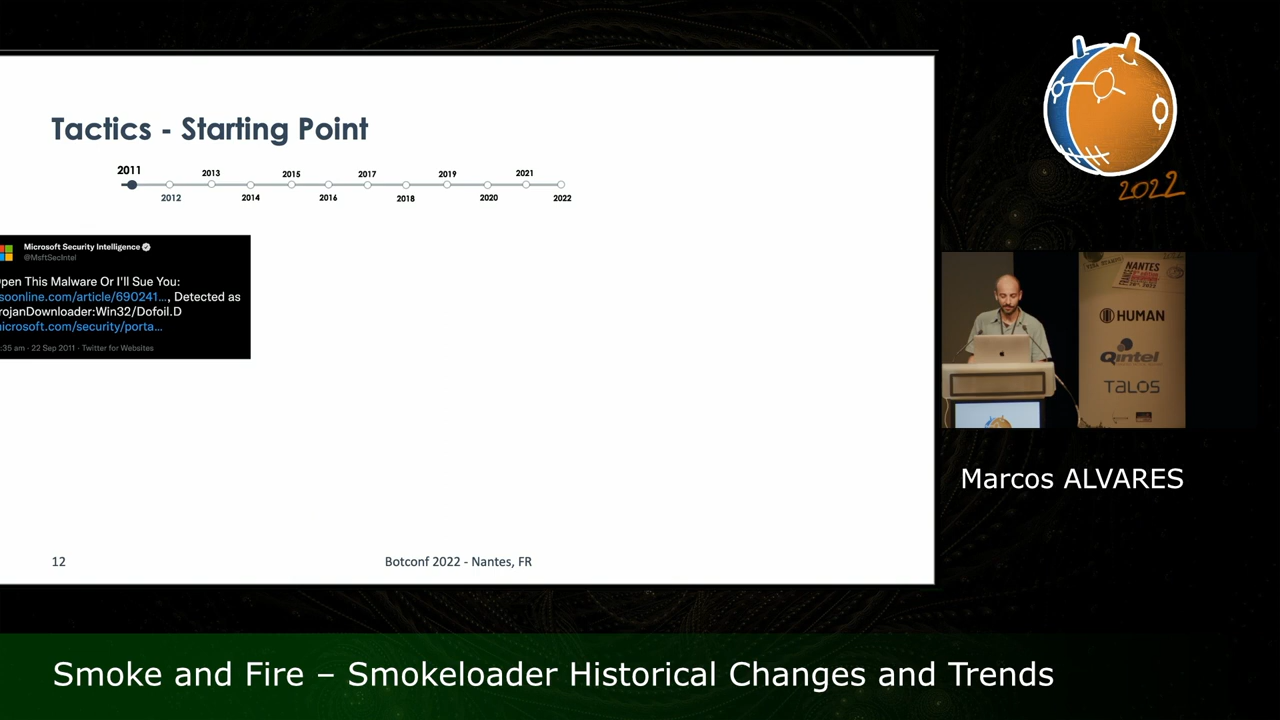 Tactics - Starting Point
2011
2012
2013
2014
2015
2016
2017
2018
2019
2020
2021
2022
Microsoft Security Intelligence
@MsftSecIntel
pen This Malware Or I'll Sue You:
soonline.com/article/690241..., Detected as
rojanDownloader:Win32/Dofoil.D
icrosoft.com/security/porta...
:35 am · 22 Sep 2011 · Twitter for Websites
12
Botconf 2022 - Nantes, FR
2022
NANTES
HUMAN
Qintel
TALOS
Marcos ALVARES
Smoke and Fire – Smokeloader Historical Changes and Trends